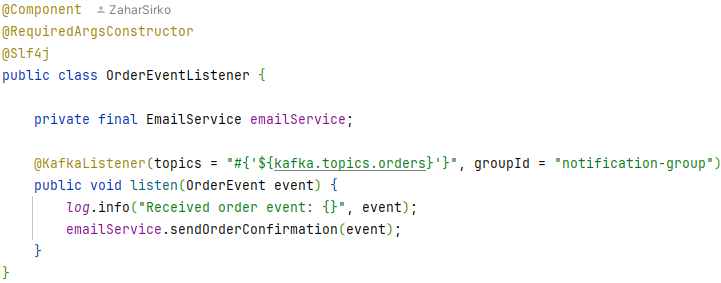 @Component ZaharSirko
@RequiredArgsConstructor
@Slf4j
public class OrderEventListener {
private final EmailService emailService;
@KafkaListener(topics = "#{'${kafka.topics.orders}'}", groupId = "notification-group")
public void listen(OrderEvent event) {
log.info("Received order event: {}", event);
emailService.sendOrderConfirmation(event);
}
}